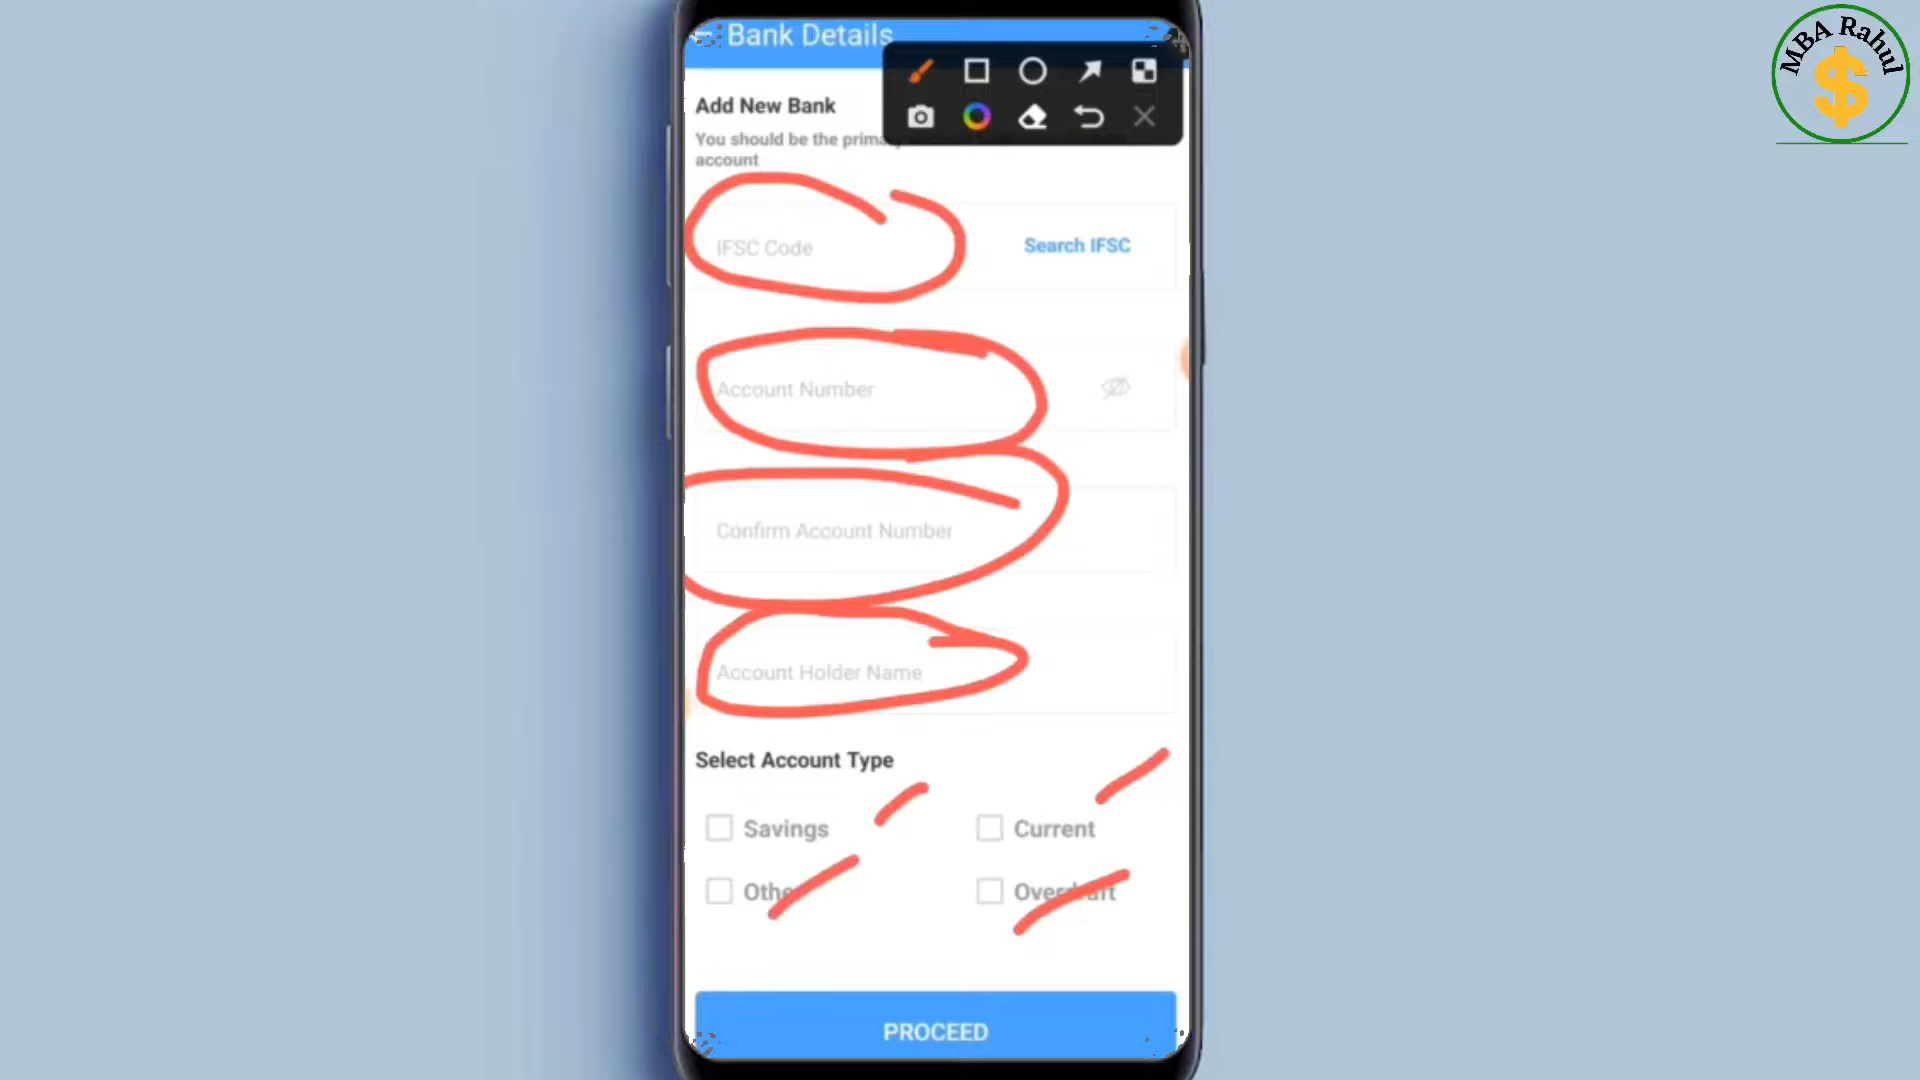 Bank Details
Add New Bank
You should be the
account
IFSC Code
Search IFSC
Account Number
Confirm Account Number
Account Holder Name
Select Account Type
Savings
Current
Overdraft
PROCEED
MBA Rahul
$